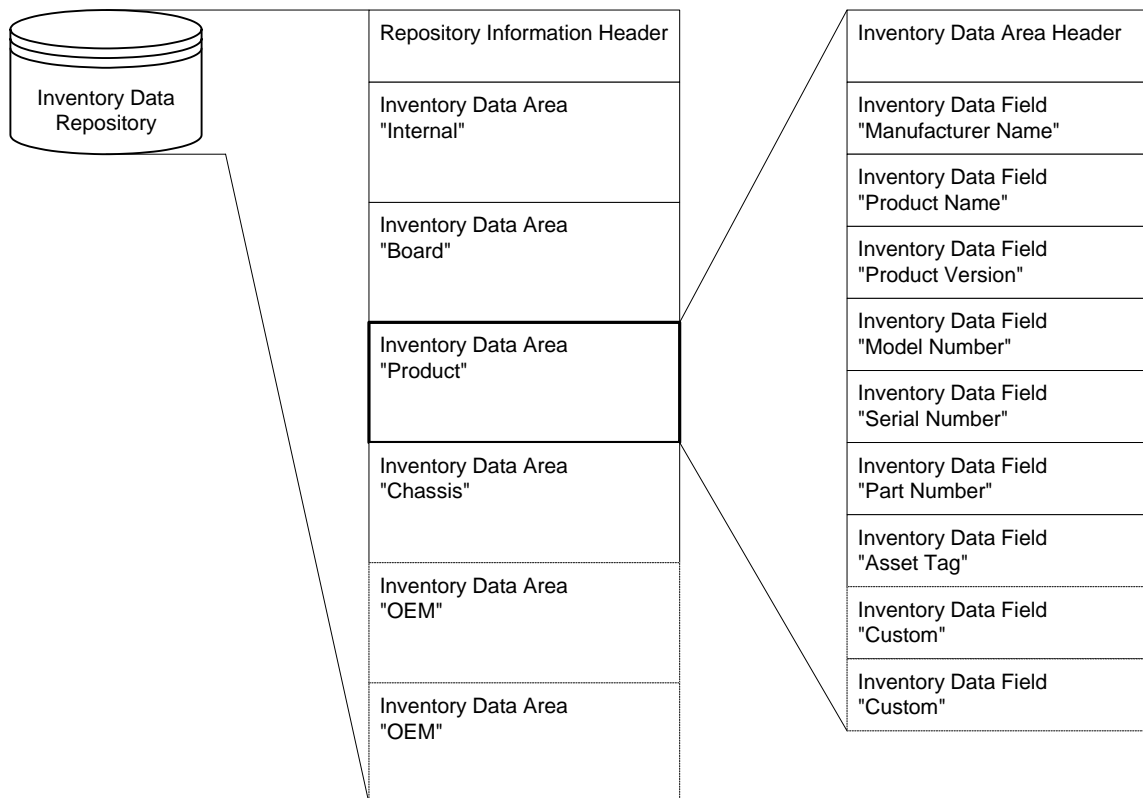 Inventory Data
Repository
Repository Information Header
Inventory Data Area
"Internal"
Inventory Data Area
"Board"
Inventory Data Area
"Product"
Inventory Data Area
"Chassis"
Inventory Data Area
"OEM"
Inventory Data Area
"OEM"
Inventory Data Area Header
Inventory Data Field
"Manufacturer Name"
Inventory Data Field
"Product Name"
Inventory Data Field
"Product Version"
Inventory Data Field
"Model Number"
Inventory Data Field
"Serial Number"
Inventory Data Field
"Part Number"
Inventory Data Field
"Asset Tag"
Inventory Data Field
"Custom"
Inventory Data Field
"Custom"